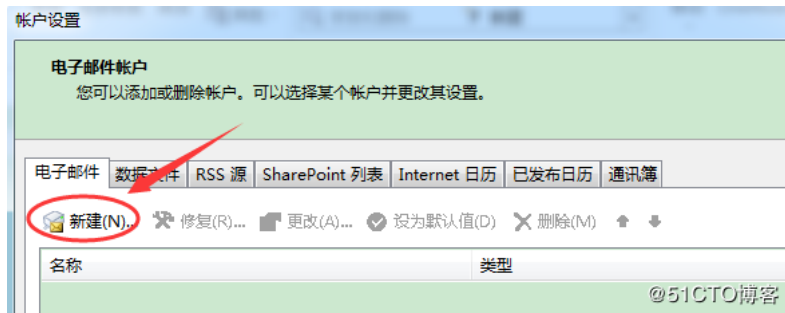 帐户设置
电子邮件帐户
您可以添加或删除帐户。可以选择某个帐户并更改其设置。
电子邮件 数据文件 RSS 源 SharePoint 列表 Internet 日历 已发布日历 通讯簿
新建(N)... 修复(R)... 更改(A)... 设为默认值(D) 删除(M)
名称 类型
@51CTO博客